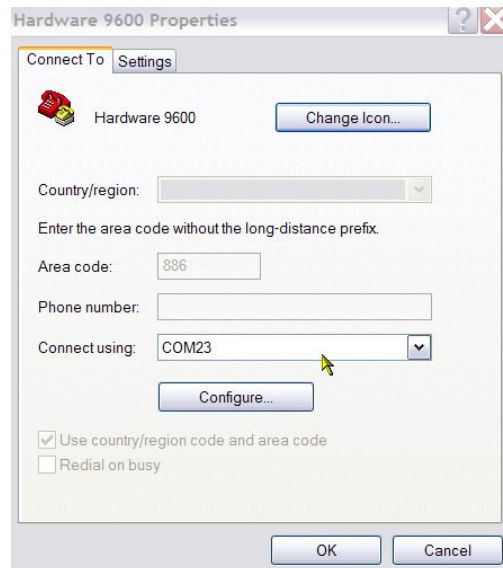 Hardware 9600 Properties
Connect To Settings
Hardware 9600 Change Icon...
Country/region:
Enter the area code without the long-distance prefix.
Area code: 886
Phone number:
Connect using: COM23
Configure...
Use country/region code and area code
Redial on busy
OK Cancel